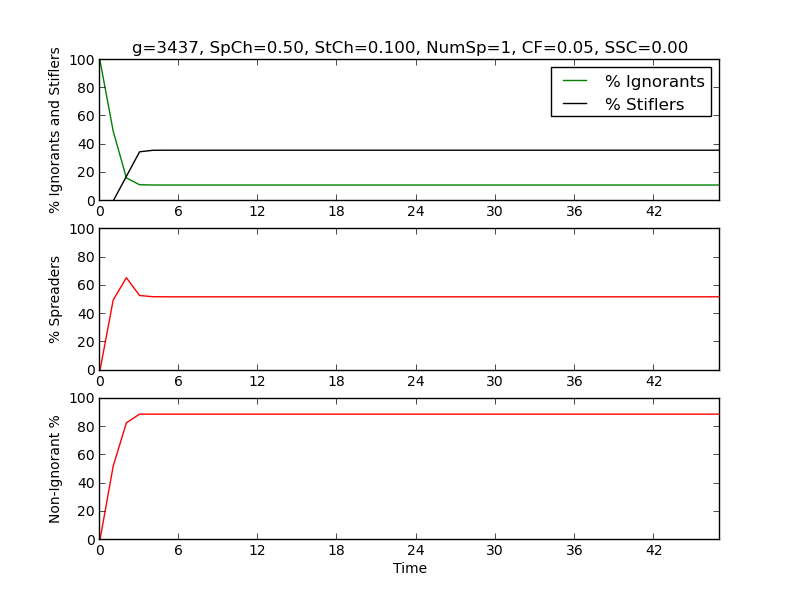 g=3437, SpCh=0.50, StCh=0.100, NumSp=1, CF=0.05, SSC=0.00
% Ignorants and Stiflers
100
80
60
40
20
0
% Ignorants
% Stiflers
0 6 12 18 24 30 36 42
% Spreaders
100
80
60
40
20
0
0 6 12 18 24 30 36 42
Non-Ignorant %
100
80
60
40
20
0
0 6 12 18 24 30 36 42
Time